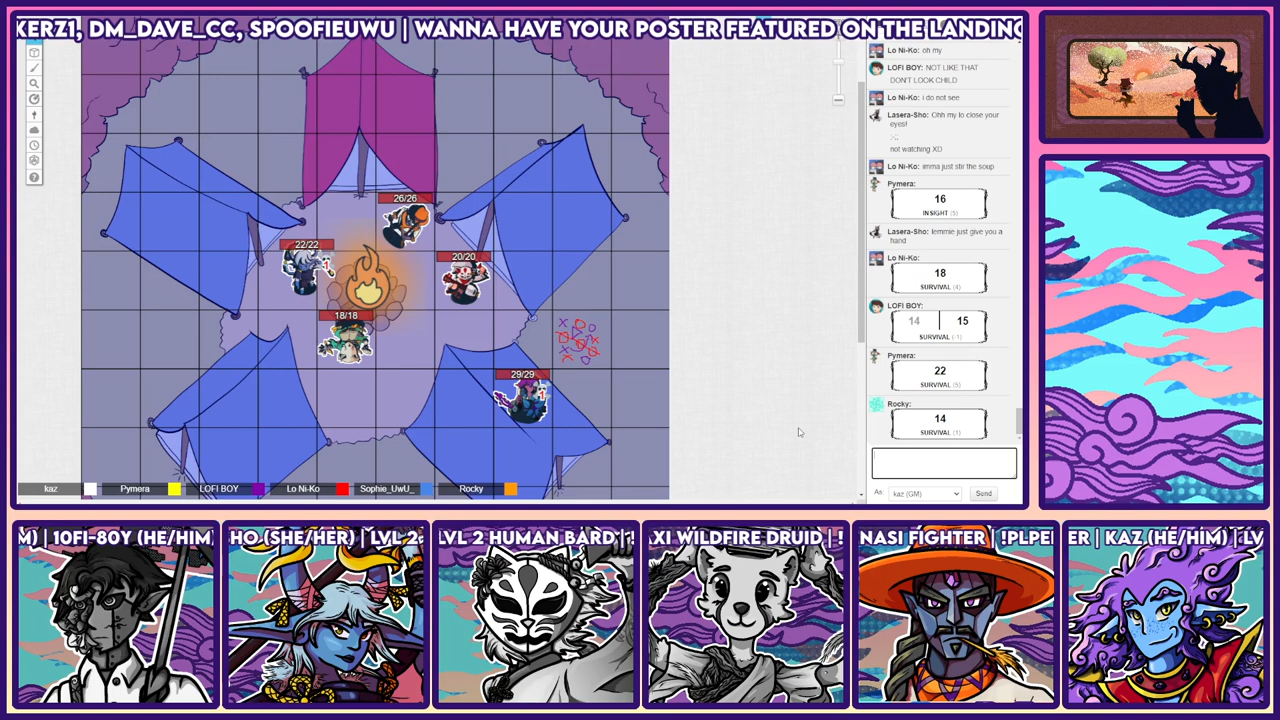 KERZ1, DM_DAVE_CC, SPOOFIEUWU | WANNA HAVE YOUR POSTER FEATURED ON THE LANDING
Lo Ni-Ko: oh my
LOFI BOY: NOT LIKE THAT
DON'T LOOK CHILD
Lo Ni-Ko: i do not see
Lasera-Sho: Ohh my lo close your
eyes!
not watching XD
Lo Ni-Ko: imma just stir the soup
Pymera:
16
INSIGHT (5)
Lasera-Sho: lemmie just give you a
hand
Lo Ni-Ko:
18
SURVIVAL (4)
LOFI BOY:
14 15
SURVIVAL (-1)
Pymera:
22
SURVIVAL (5)
Rocky:
14
SURVIVAL (1)
As: kaz (GM) Send
26/26
22/22
20/20
18/18
29/29
kaz Pymera LOFI BOY Lo Ni-Ko Sophie_UwU_ Rocky
M) | 10FI-80Y (HE/HIM)
HO (SHE/HER) | LVL 2
LVL 2 HUMAN BARD | !
XI WILDFIRE DRUID | !
NASI FIGHTER | !PLPE
ER | KAZ (HE/HIM) | LV